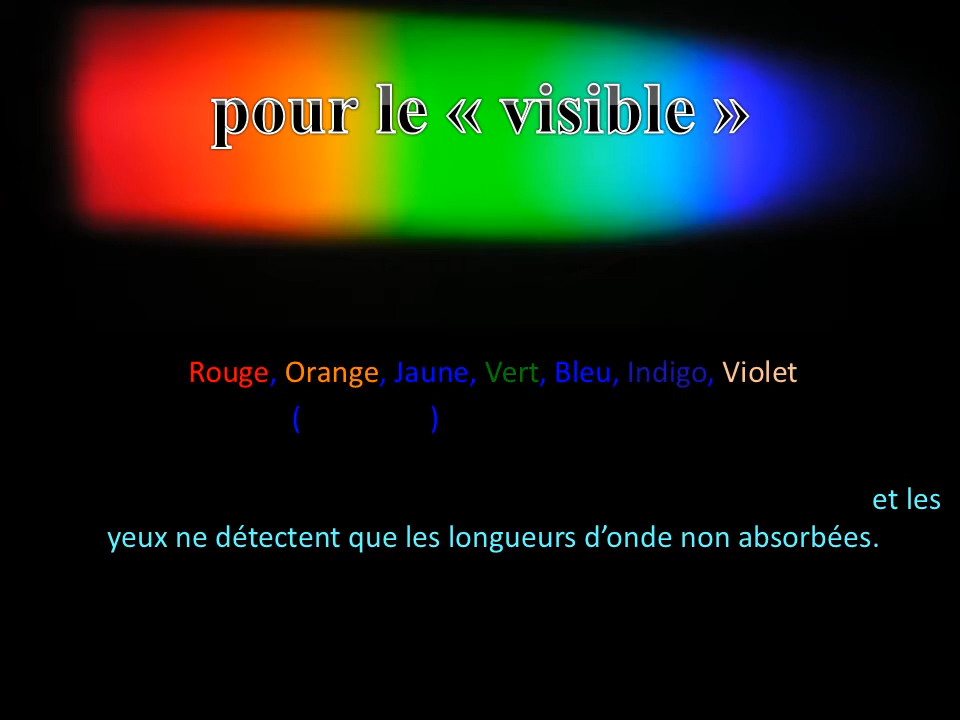 pour le « visible »
Rouge, Orange, Jaune, Vert, Bleu, Indigo, Violet
( )
et les
yeux ne détectent que les longueurs d’onde non absorbées.